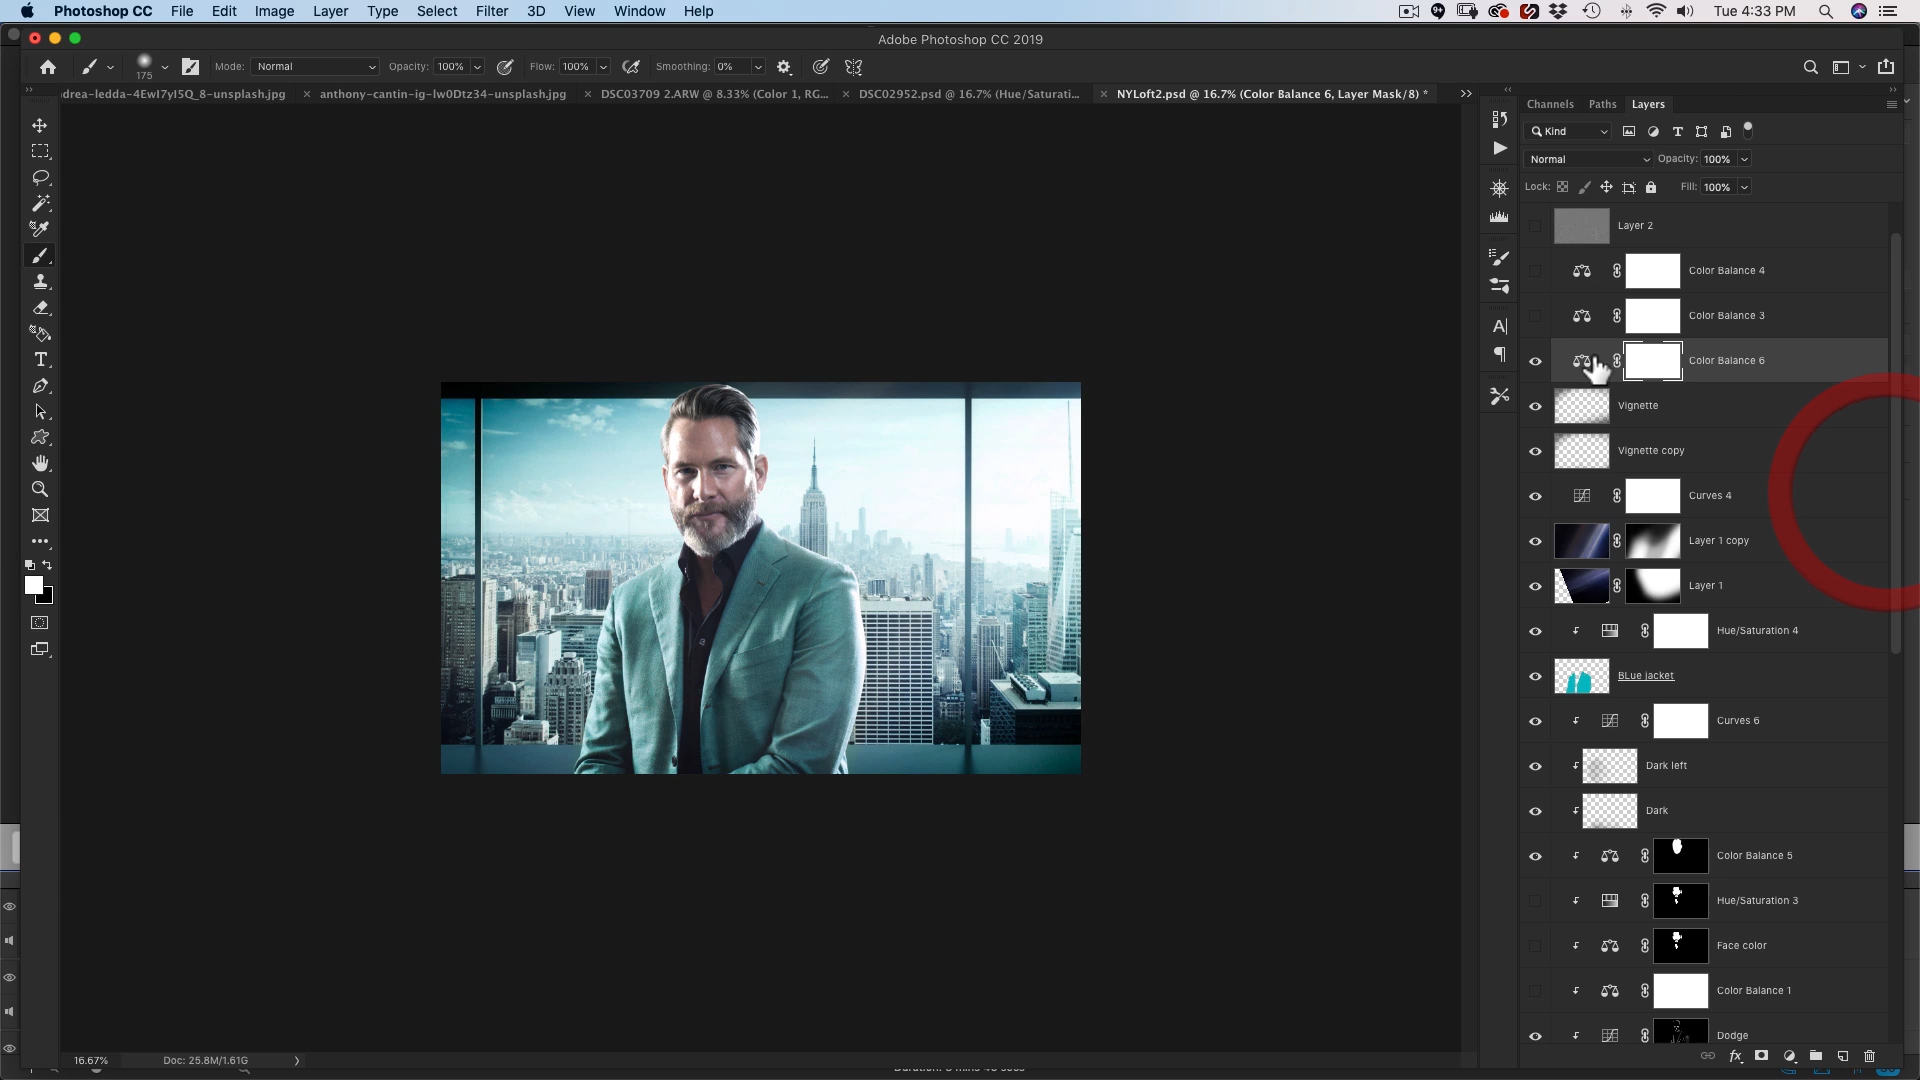 Photoshop CC File Edit Image Layer Type Select Filter 3D View Window Help
9+ Tue 4:33 PM
Adobe Photoshop CC 2019
175 Mode: Normal Opacity: 100% Flow: 100% Smoothing: 0%
drea-ledda-4EwI7yI5Q_8-unsplash.jpg × anthony-cantin-ig-lw0Dtz34-unsplash.jpg × DSC03709 2.ARW @ 8.33% (Color 1, RG... × DSC02952.psd @ 16.7% (Hue/Saturati... × NYLoft2.psd @ 16.7% (Color Balance 6, Layer Mask/8) * >>
Channels Paths Layers
Kind
Normal Opacity: 100%
Lock: Fill: 100%
Layer 2
Color Balance 4
Color Balance 3
Color Balance 6
Vignette
Vignette copy
Curves 4
Layer 1 copy
Layer 1
Hue/Saturation 4
BLue jacket
Curves 6
Dark left
Dark
Color Balance 5
Hue/Saturation 3
Face color
Color Balance 1
Dodge
fx
16.67% Doc: 25.8M/1.61G